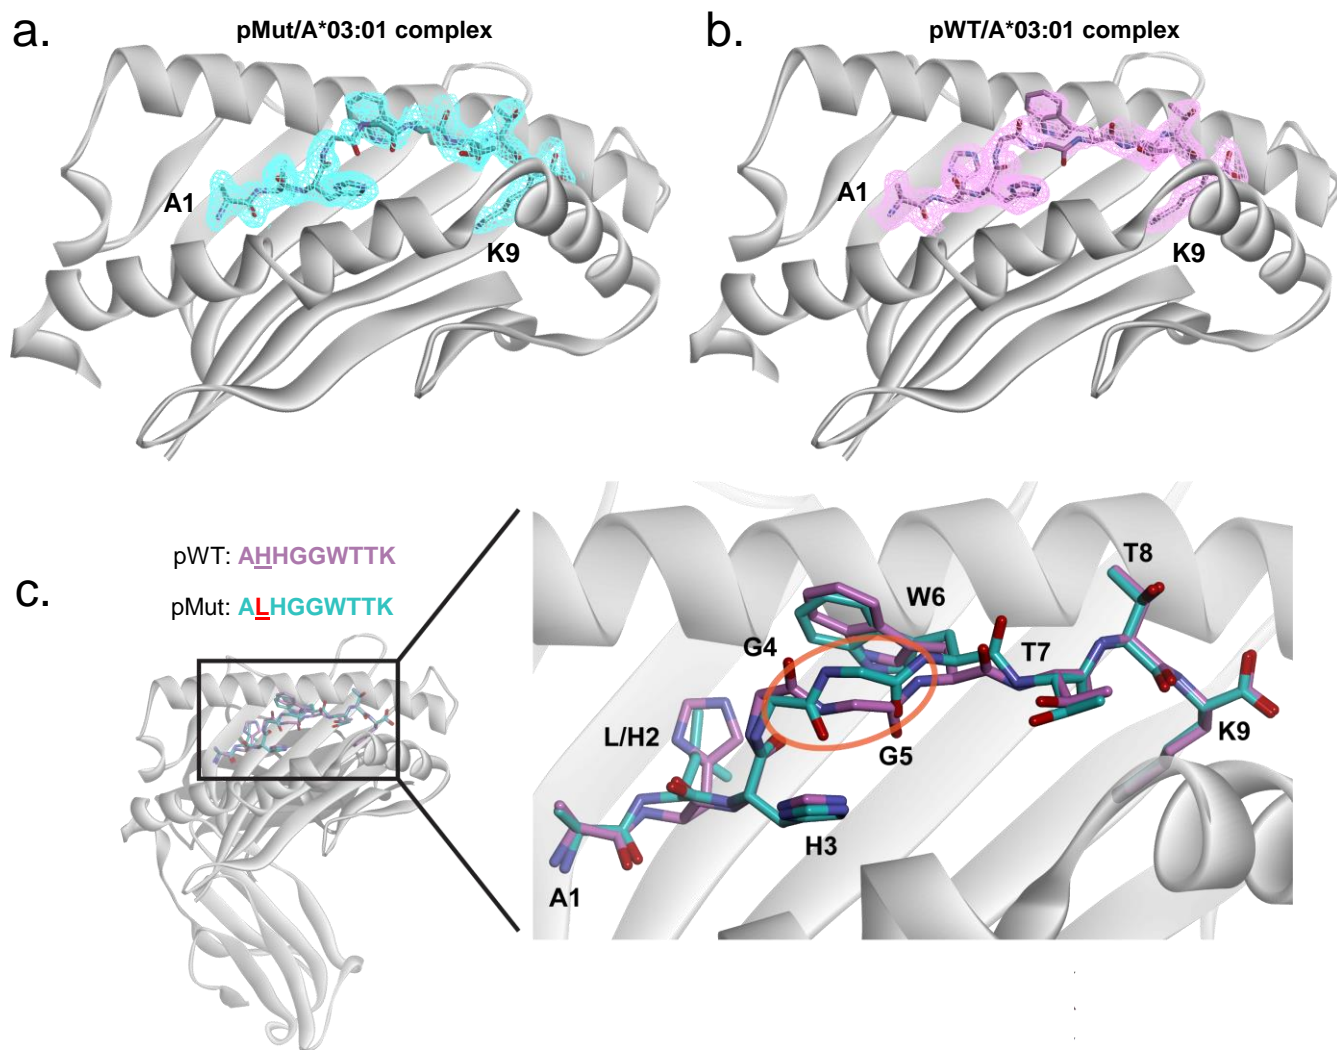 a.
pMut/A*03:01 complex
A1
K9
b.
pWT/A*03:01 complex
A1
K9
c.
pWT: AHHGGWTTK
pMut: ALHGGWTTK
T8
W6
G4
T7
L/H2
G5
K9
H3
A1